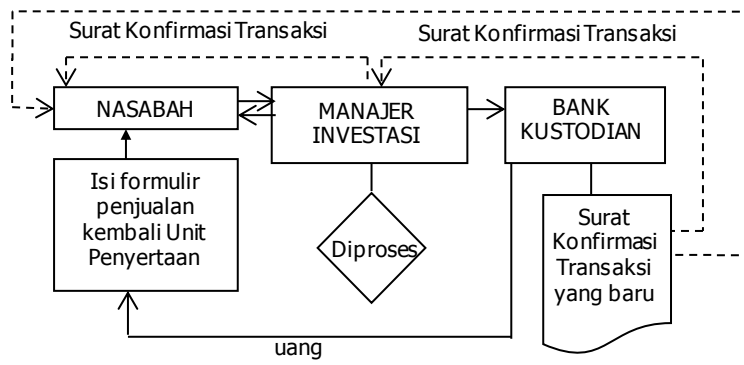 Surat Konfirmasi Transaksi
Surat Konfirmasi Transaksi
NASABAH
MANAJER
INVESTASI
BANK
KUSTODIAN
Isi formulir
penjualan
kembali Unit
Penyertaan
Diproses
Surat
Konfirmasi
Transaksi
yang baru
uang